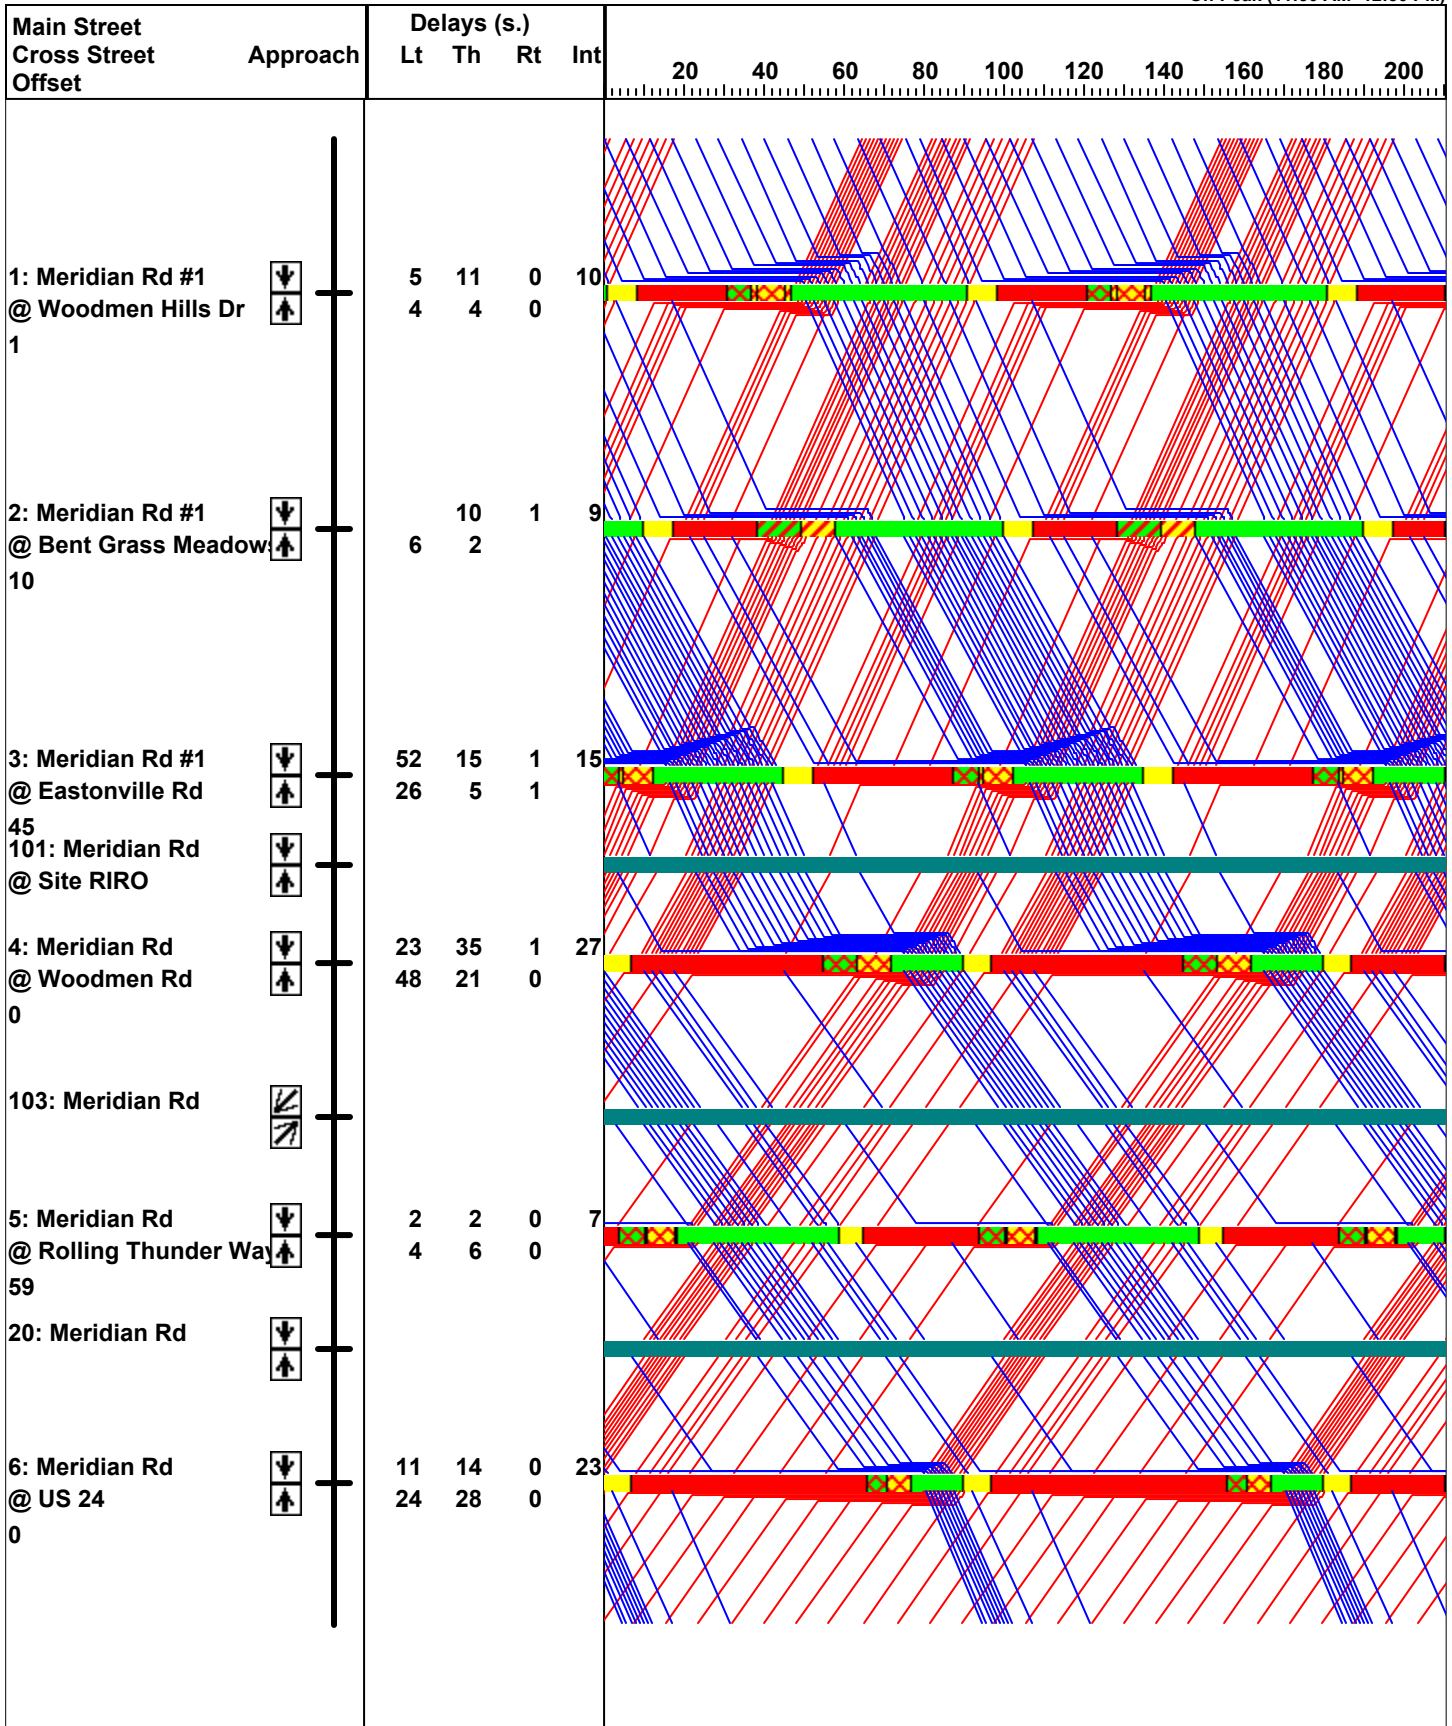 Main Street Delays (s.)
Cross Street Approach Lt Th Rt Int
Offset 20 40 60 80 100 120 140 160 180 200
1: Meridian Rd #1 5 11 0 10
@ Woodmen Hills Dr 4 4 0
1
2: Meridian Rd #1 10 1 9
@ Bent Grass Meadows 6 2
10
3: Meridian Rd #1 52 15 1 15
@ Eastonville Rd 26 5 1
45
101: Meridian Rd
@ Site RIRO
4: Meridian Rd 23 35 1 27
@ Woodmen Rd 48 21 0
0
103: Meridian Rd
5: Meridian Rd 2 2 0 7
@ Rolling Thunder Way 4 6 0
59
20: Meridian Rd
6: Meridian Rd 11 14 0 23
@ US 24 24 28 0
0